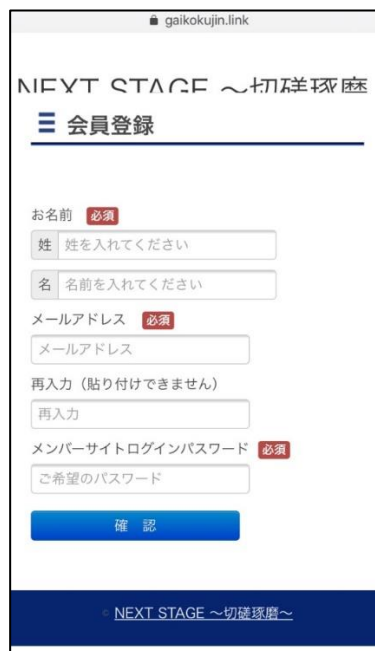 gaikokujin.link
NEXT STAGE ～切磋琢磨
会員登録
お名前 必須
姓 姓を入れてください
名 名前を入れてください
メールアドレス 必須
メールアドレス
再入力（貼り付けできません）
再入力
メンバーサイトログインパスワード 必須
ご希望のパスワード
確 認
© NEXT STAGE ～切磋琢磨～